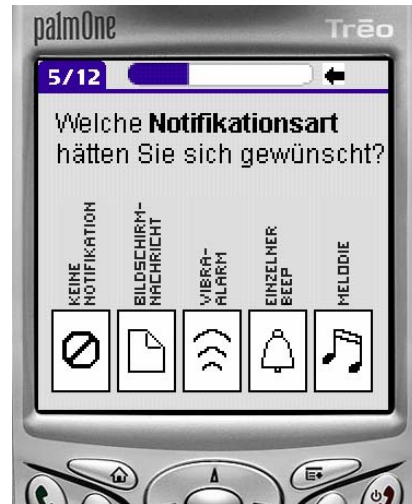 palmOne Trēo
5/12
Welche Notifikationsart
hätten Sie sich gewünscht?
KEINE
NOTIFIKATION
BILDSCHIRM-
NACHRICHT
VIBRA-
ALARM
EINZELNER
BEEP
MELODIE